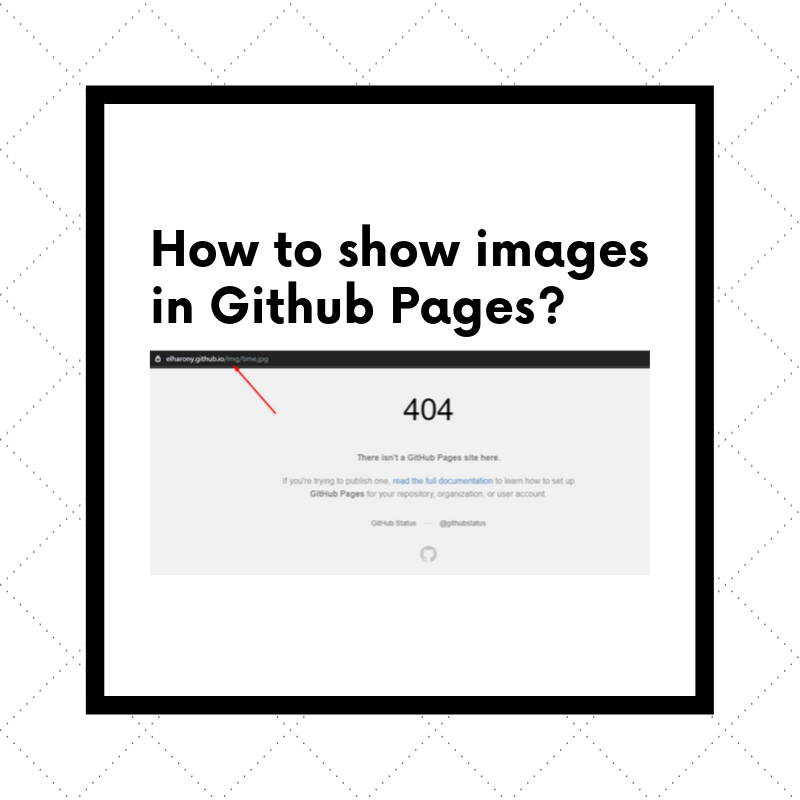 How to show images
in Github Pages?
elharony.github.io/img/time.jpg
404
There isn't a GitHub Pages site here.
If you're trying to publish one, read the full documentation to learn how to set up
GitHub Pages for your repository, organization, or user account.
GitHub Status — @githubstatus